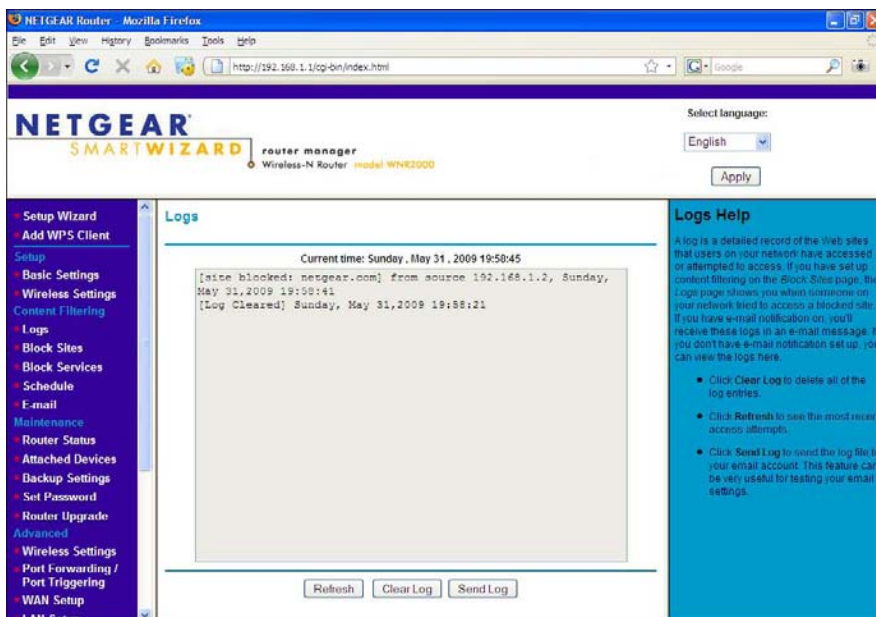 NETGEAR Router - Mozilla Firefox
File Edit View History Bookmarks Tools Help
http://192.168.1.1/cgi-bin/index.html
Google
NETGEAR
SMARTWIZARD
router manager
Wireless-N Router model WNR2000
Select language:
English
Apply
Setup Wizard
Add WPS Client
Setup
Basic Settings
Wireless Settings
Content Filtering
Logs
Block Sites
Block Services
Schedule
E-mail
Maintenance
Router Status
Attached Devices
Backup Settings
Set Password
Router Upgrade
Advanced
Wireless Settings
Port Forwarding /
Port Triggering
WAN Setup
Logs
Current time: Sunday , May 31 , 2009 19:58:45
[site blocked: netgear.com] from source 192.168.1.2, Sunday,
May 31,2009 19:58:41
[Log Cleared] Sunday, May 31,2009 19:58:21
Refresh
Clear Log
Send Log
Logs Help
A log is a detailed record of the Web sites
that users on your network have accessed
or attempted to access. If you have set up
content filtering on the Block Sites page, the
Logs page shows you when someone on
your network tried to access a blocked site.
If you have e-mail notification on, you'll
receive these logs in an e-mail message. If
you don't have e-mail notification set up, you
can view the logs here.
Click Clear Log to delete all of the
log entries.
Click Refresh to see the most recent
access attempts.
Click Send Log to send the log file to
your email account. This feature can
be very useful for testing your email
settings.